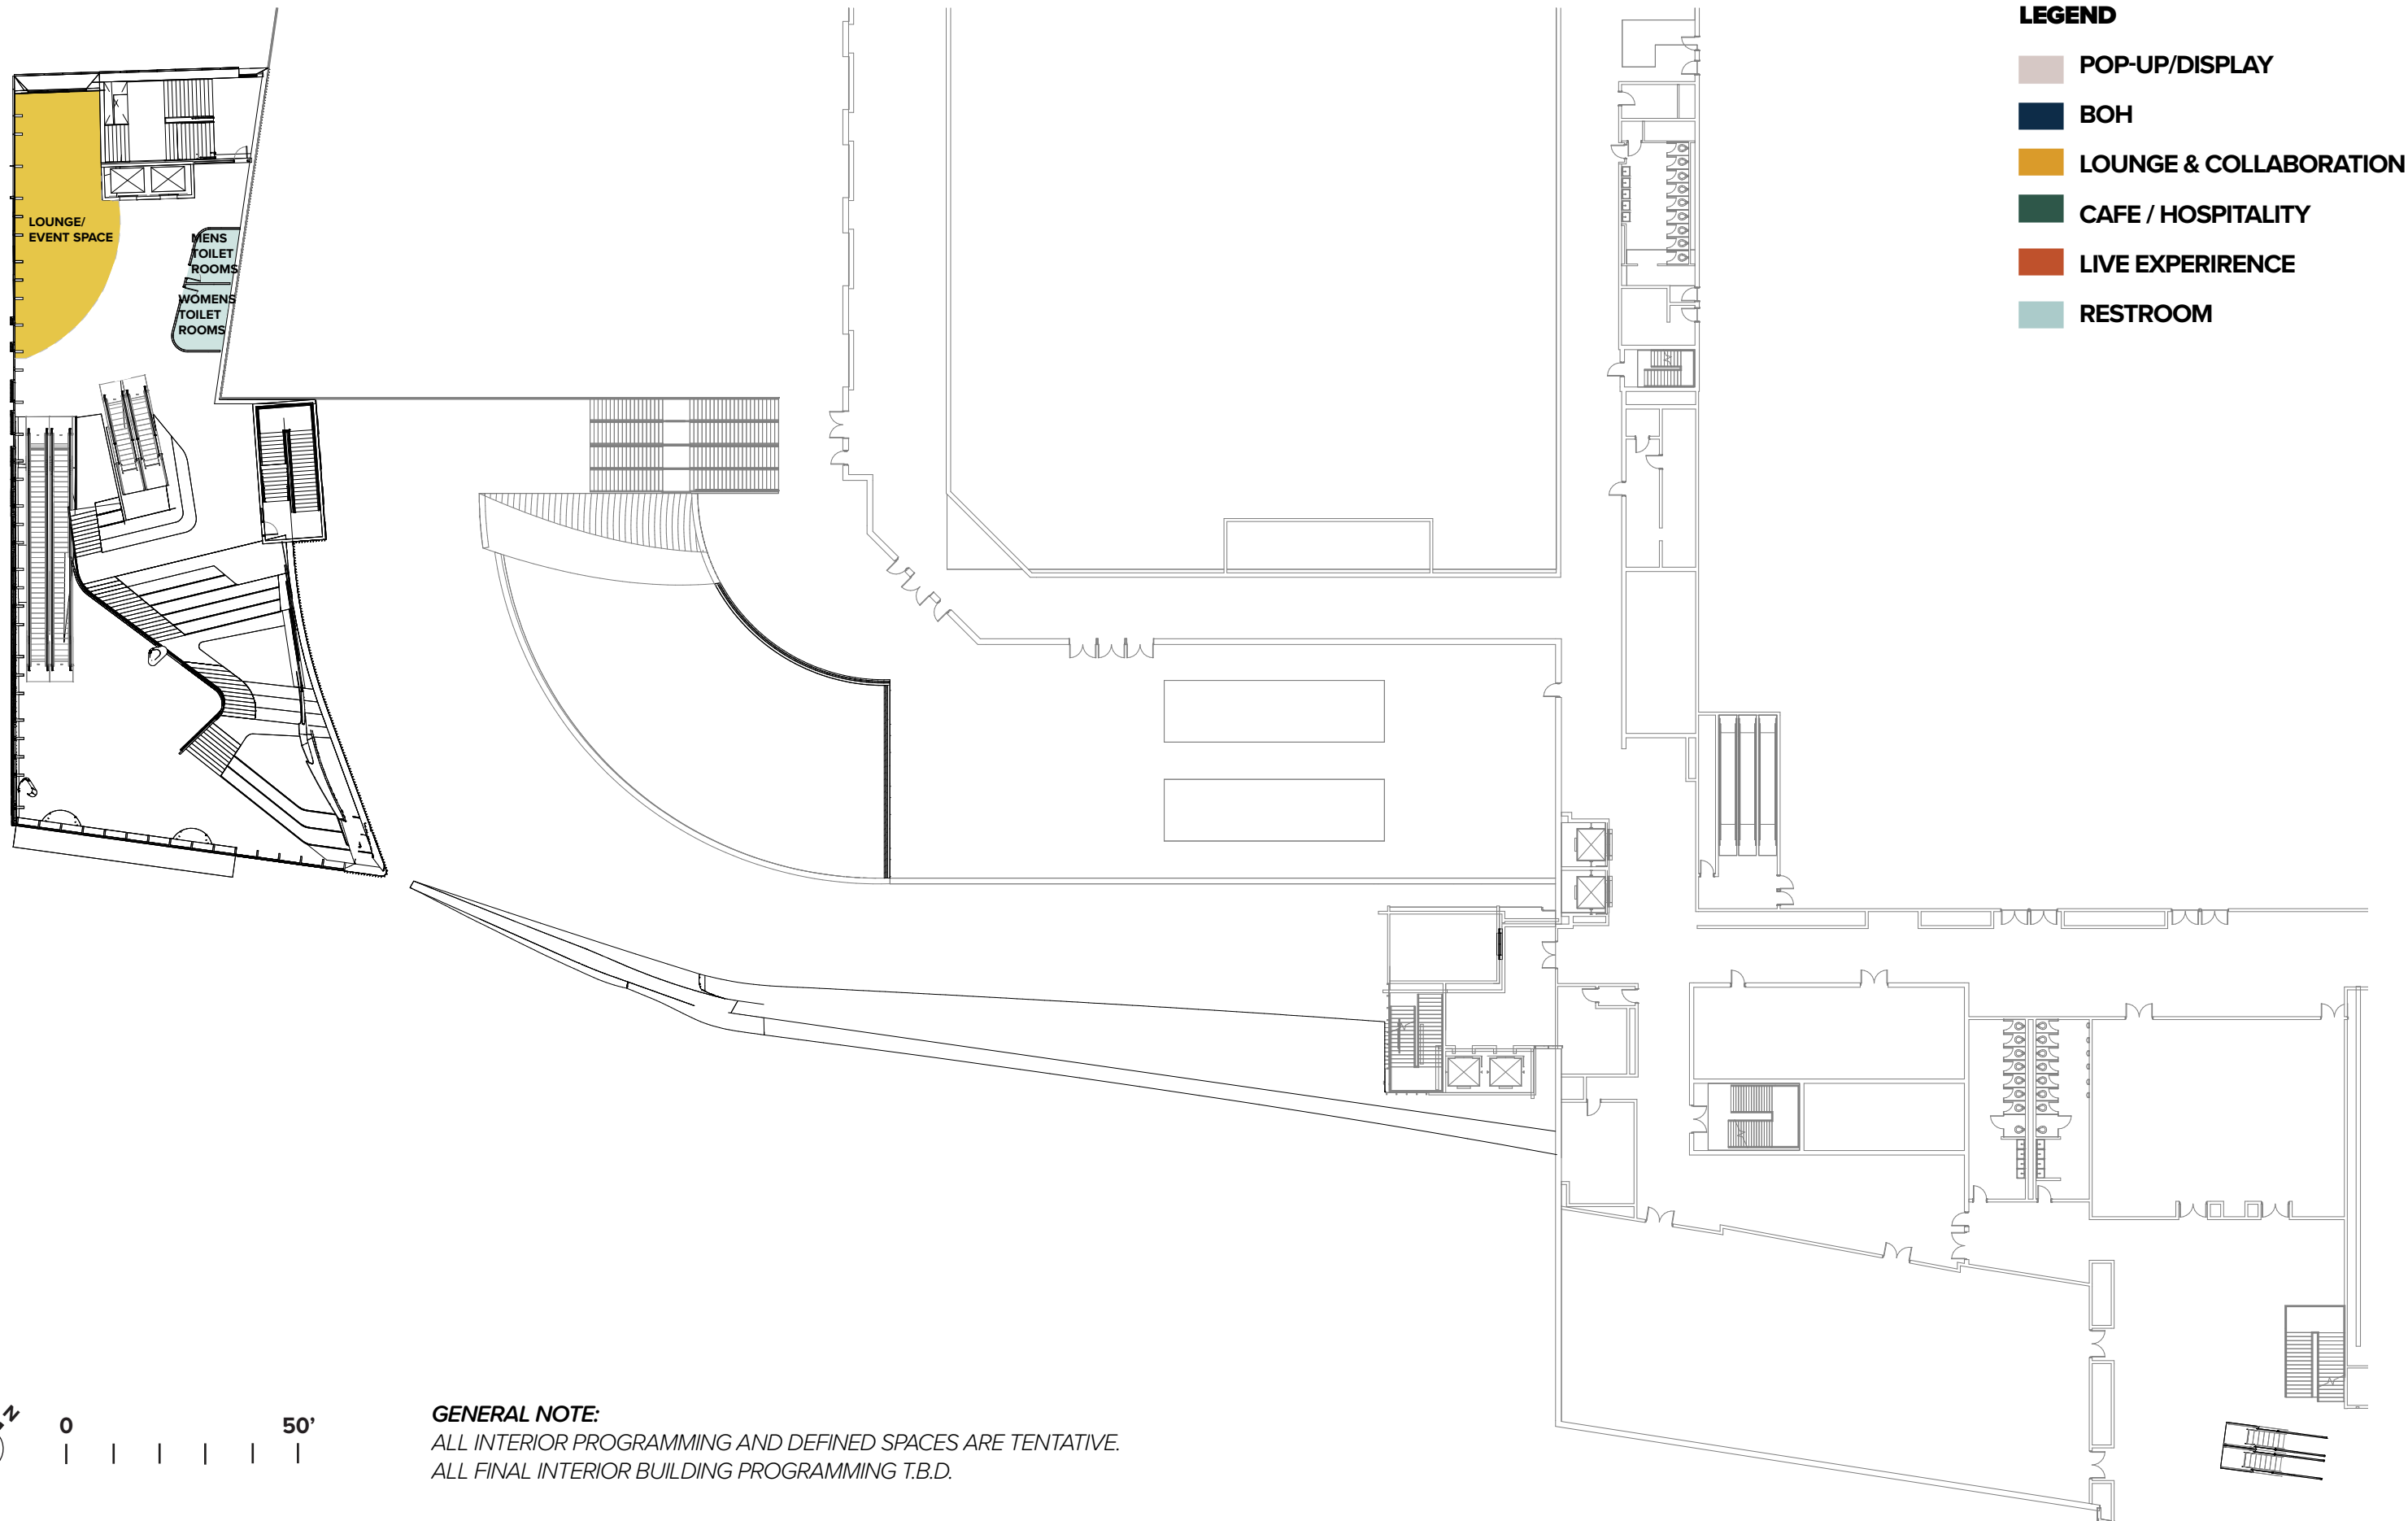 LEGEND
POP-UP/DISPLAY
BOH
LOUNGE & COLLABORATION
CAFE / HOSPITALITY
LIVE EXPERIRENCE
RESTROOM
LOUNGE/
EVENT SPACE
MENS
TOILET
ROOMS
WOMENS
TOILET
ROOMS
N
0 50’
GENERAL NOTE:
ALL INTERIOR PROGRAMMING AND DEFINED SPACES ARE TENTATIVE.
ALL FINAL INTERIOR BUILDING PROGRAMMING T.B.D.